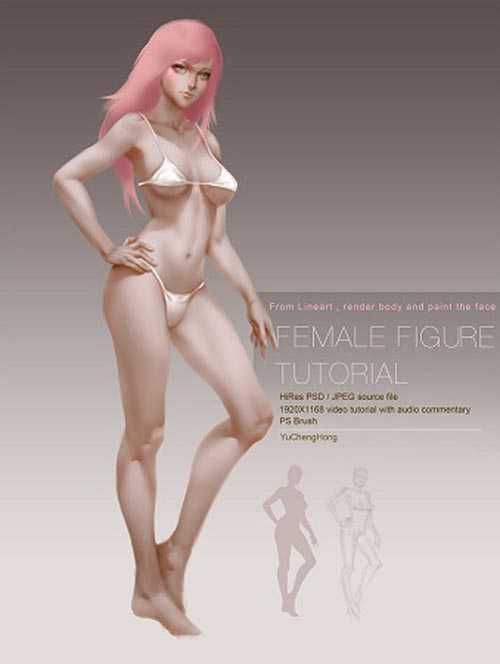 From Lineart , render body and paint the face
FEMALE FIGURE
TUTORIAL
HiRes PSD / JPEG source file
1920X1168 video tutorial with audio commentary
PS Brush
YuChengHong